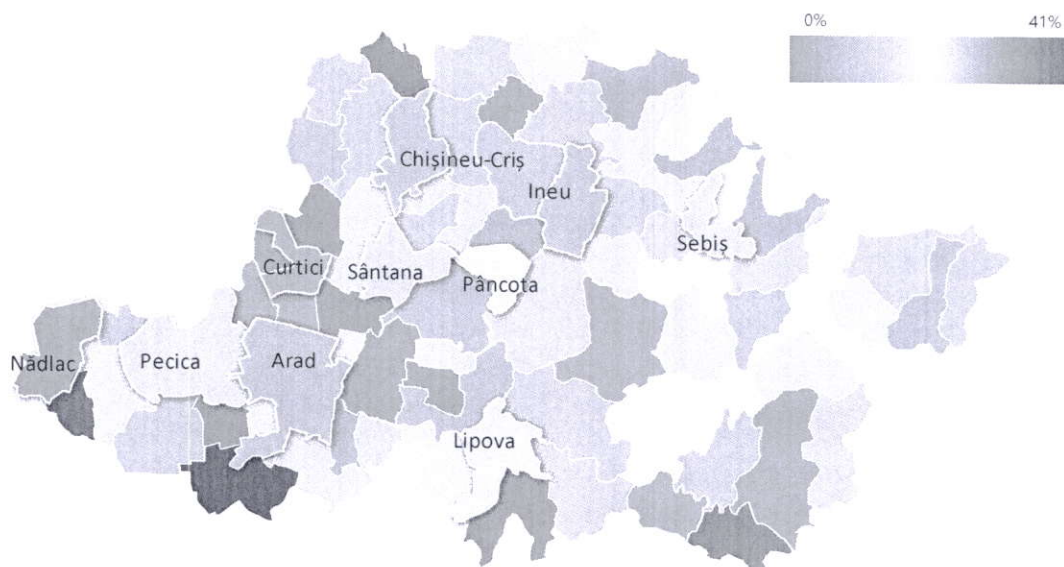 0% 41%
Chișineu-Criș
Ineu
Sebiș
Curtici
Sântana
Pâncota
Nădlac
Pecica
Arad
Lipova